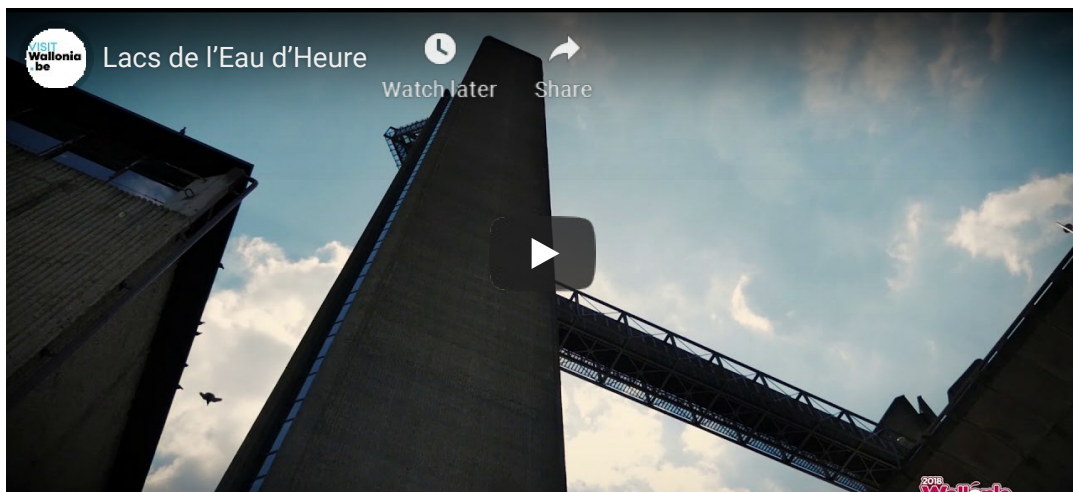 VISIT
Wallonia
.be
Lacs de l’Eau d’Heure
Watch later
Share
2018